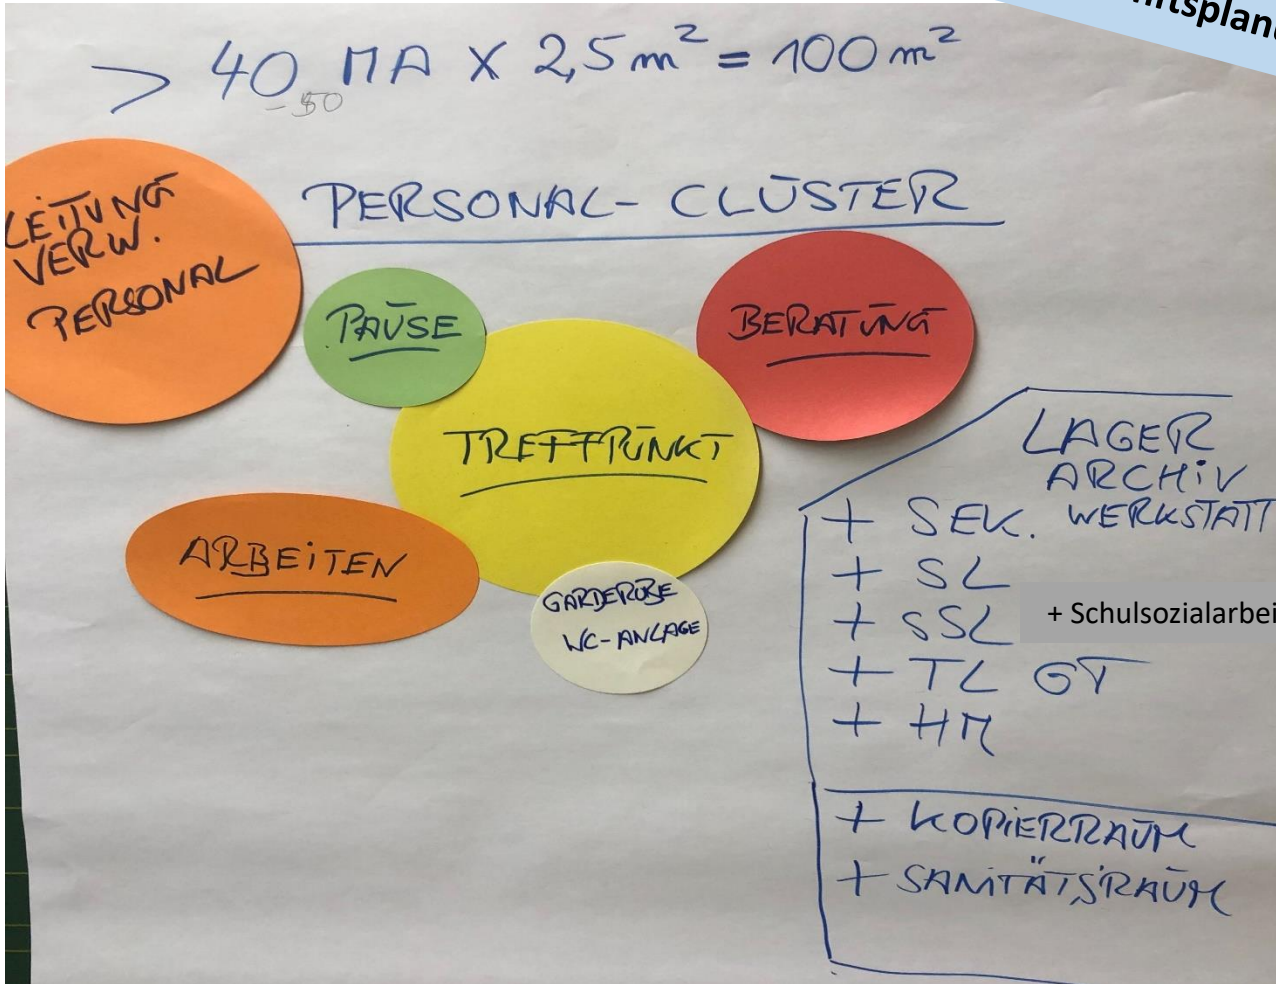 > 40 MA X 2,5 m² = 100 m²
- 50
LEITUNG
VERW.
PERSONAL
PERSONAL-CLUSTER
PAUSE
BERATUNG
TREFFPUNKT
ARBEITEN
GARDEROBE
WC-ANLAGE
LAGER
ARCHIV
WERKSTATT
+ SEK.
+ SL
+ SSL
+ Schulsozialarbei
+ TL GT
+ HM
+ KOPIERRAUM
+ SANITÄTSRAUM